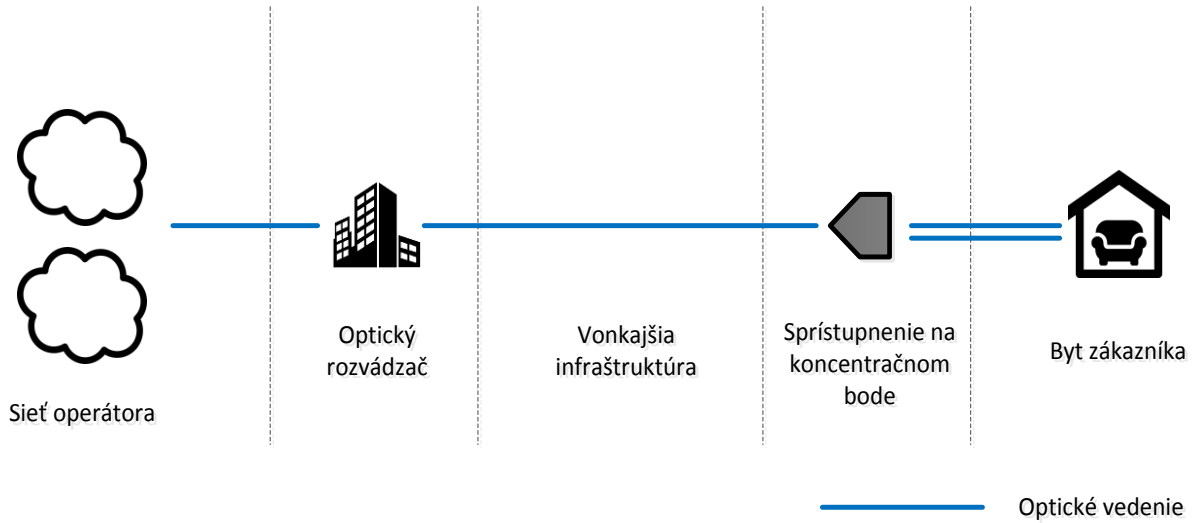 Sieť operátora
Optický
rozvádzač
Vonkajšia
infraštruktúra
Sprístupnenie na
koncentračnom
bode
Byt zákazníka
Optické vedenie